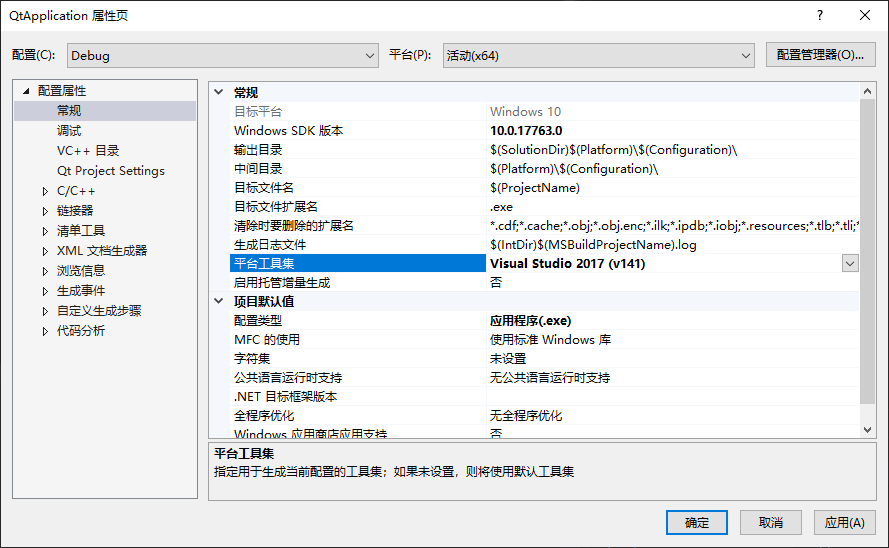 QtApplication 属性页
配置(C): Debug 平台(P): 活动(x64) 配置管理器(O)...
配置属性
常规
调试
VC++ 目录
Qt Project Settings
C/C++
链接器
清单工具
XML 文档生成器
浏览信息
生成事件
自定义生成步骤
代码分析
常规
目标平台 Windows 10
Windows SDK 版本 10.0.17763.0
输出目录 $(SolutionDir)$(Platform)\$(Configuration)\
中间目录 $(Platform)\$(Configuration)\
目标文件名 $(ProjectName)
目标文件扩展名 .exe
清除时要删除的扩展名 *.cdf;*.cache;*.obj;*.obj.enc;*.ilk;*.ipdb;*.iobj;*.resources;*.tlb;*.tli;*
生成日志文件 $(IntDir)$(MSBuildProjectName).log
平台工具集 Visual Studio 2017 (v141)
启用托管增量生成 否
项目默认值
配置类型 应用程序(.exe)
MFC 的使用 使用标准 Windows 库
字符集 未设置
公共语言运行时支持 无公共语言运行时支持
.NET 目标框架版本
全程序优化 无全程序优化
Windows 应用商店应用支持 否
平台工具集
指定用于生成当前配置的工具集；如果未设置，则将使用默认工具集
确定 取消 应用(A)